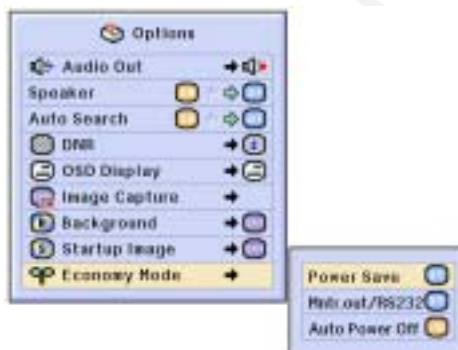 Options
Audio Out
Speaker
Auto Search
DNR
OSD Display
Image Capture
Background
Startup Image
Economy Mode
Power Save
Mntr.out/RS232
Auto Power Off